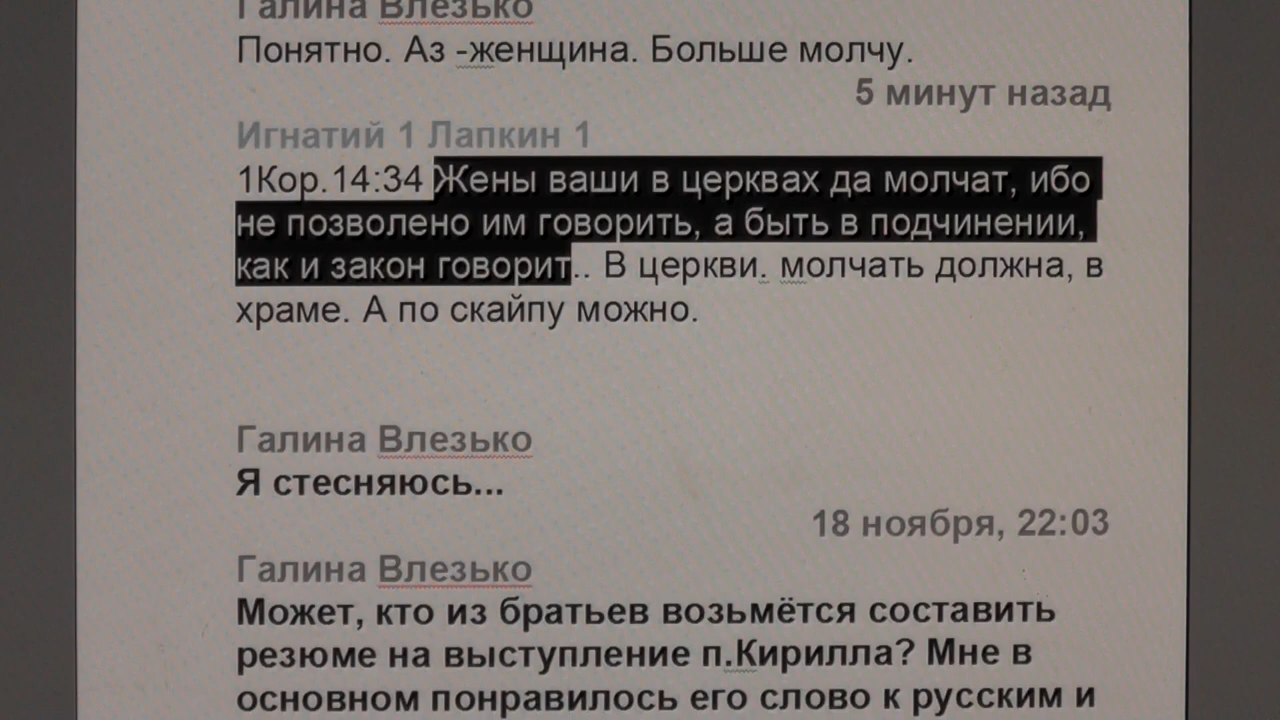 Галина Влезько
Понятно. Аз -женщина. Больше молчу.
5 минут назад
Игнатий 1 Лапкин 1
1Кор.14:34 Жены ваши в церквах да молчат, ибо
не позволено им говорить, а быть в подчинении,
как и закон говорит.. В церкви. молчать должна, в
храме. А по скайпу можно.
Галина Влезько
Я стесняюсь...
18 ноября, 22:03
Галина Влезько
Может, кто из братьев возьмётся составить
резюме на выступление п.Кирилла? Мне в
основном понравилось его слово к русским и